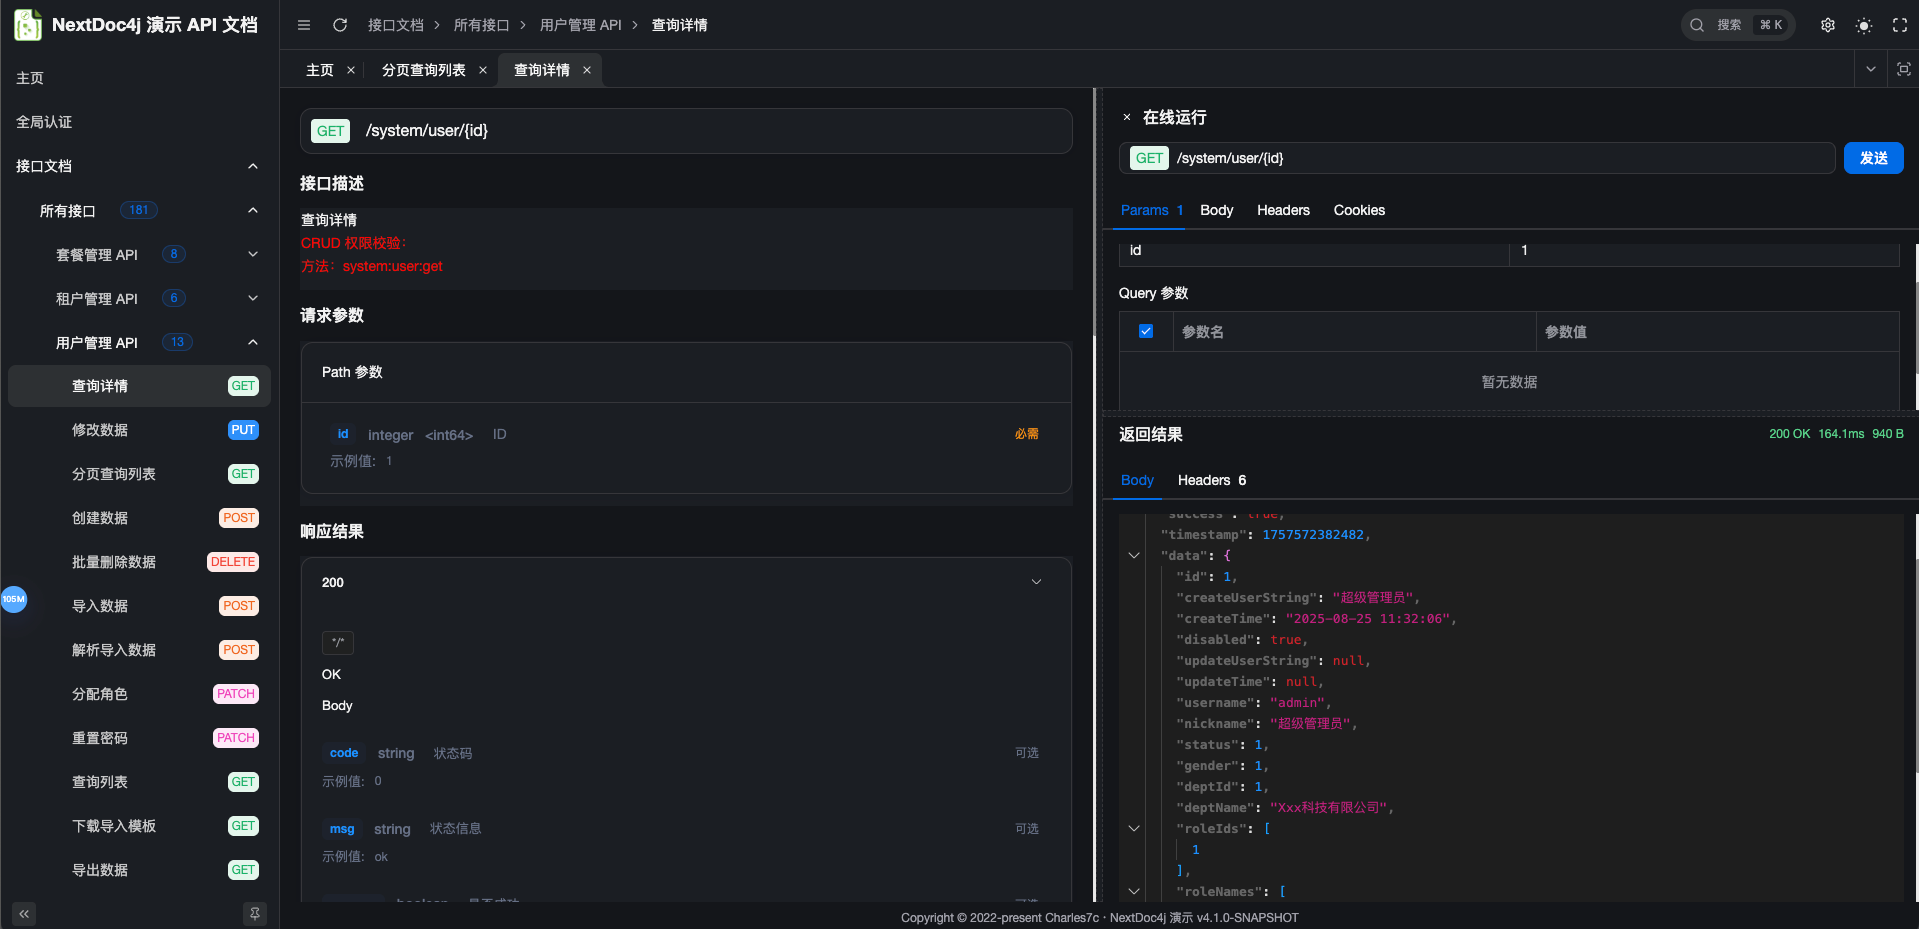 NextDoc4j 演示 API 文档
主页
全局认证
接口文档
所有接口 181
套餐管理 API 8
租户管理 API 6
用户管理 API 13
查询详情 GET
修改数据 PUT
分页查询列表 GET
创建数据 POST
批量删除数据 DELETE
导入数据 POST
105M
解析导入数据 POST
分配角色 PATCH
重置密码 PATCH
查询列表 GET
下载导入模板 GET
导出数据 GET
接口文档 > 所有接口 > 用户管理 API > 查询详情
搜索 ⌘ K
主页 × 分页查询列表 × 查询详情 ×
GET /system/user/{id}
接口描述
查询详情
CRUD 权限校验：
方法：system:user:get
请求参数
Path 参数
id integer <int64> ID 必需
示例值: 1
响应结果
200
*/*
OK
Body
code string 状态码 可选
示例值: 0
msg string 状态信息 可选
示例值: ok
boolean 是否成功 可选
× 在线运行
GET /system/user/{id} 发送
Params 1 Body Headers Cookies
id 1
Query 参数
参数名 参数值
暂无数据
返回结果 200 OK 164.1ms 940 B
Body Headers 6
"success": true,
"timestamp": 1757572382482,
"data": {
"id": 1,
"createUserString": "超级管理员",
"createTime": "2025-08-25 11:32:06",
"disabled": true,
"updateUserString": null,
"updateTime": null,
"username": "admin",
"nickname": "超级管理员",
"status": 1,
"gender": 1,
"deptId": 1,
"deptName": "Xxx科技有限公司",
"roleIds": [
1
],
"roleNames": [
Copyright © 2022-present Charles7c · NextDoc4j 演示 v4.1.0-SNAPSHOT